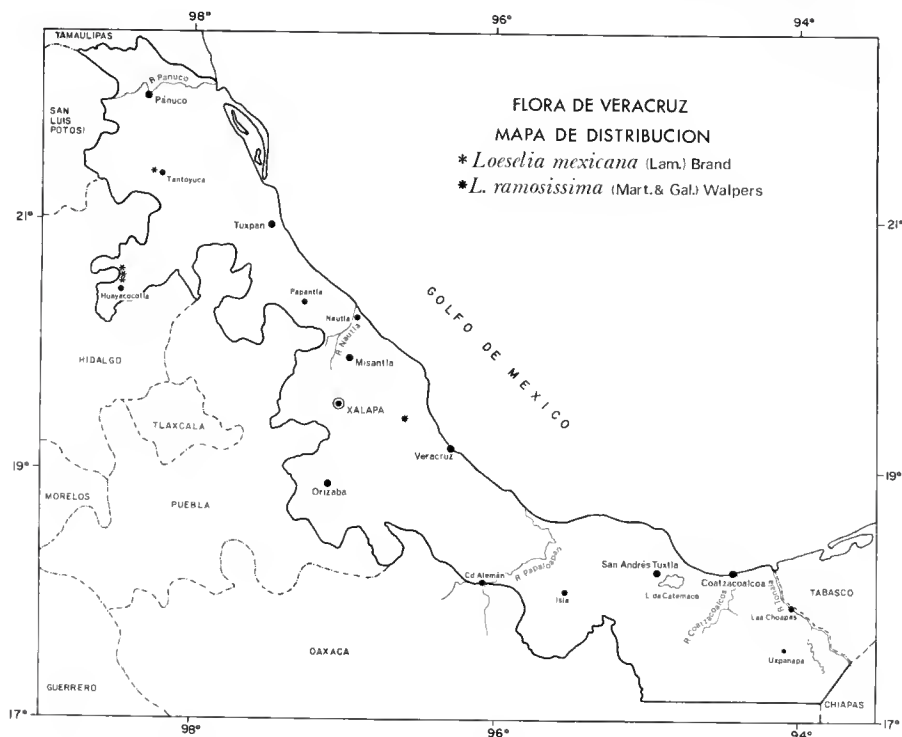 98°
96°
94°
TAMAULIPAS
R Panuco
Pánuco
SAN
LUIS
POTOSI
FLORA DE VERACRUZ
MAPA DE DISTRIBUCION
* Loeselia mexicana (Lam.) Brand
* L. ramosissima (Mart. & Gal.) Walpers
Tantoyuca
21°
21°
Tuxpan
Huayacocotla
Papantla
Nautla
R Nautla
GOLFO DE MEXICO
HIDALGO
Misantla
XALAPA
TLAXCALA
Veracruz
19°
19°
MORELOS
PUEBLA
Orizaba
R Papaloapan
Cd Alemán
San Andrés Tuxtla
L. de Catemaco
Coatzacoalcos
R Coatzacoalcos
R Tonala
TABASCO
Isla
Las Choapas
Uxpanapa
OAXACA
GUERRERO
CHIAPAS
17°
17°
98°
96°
94°